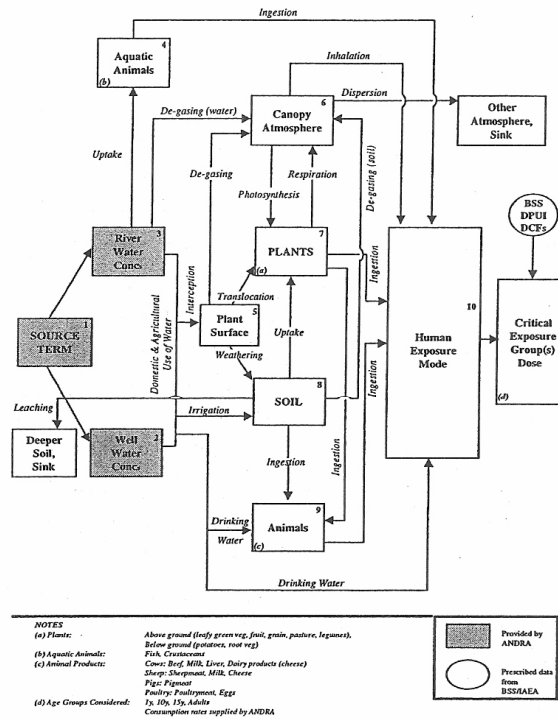 Ingestion
4
Aquatic
Animals
(b)
Inhalation
6
Canopy
Atmosphere
Dispersion
Other
Atmosphere,
Sink
De-gasing (water)
De-gasing
Uptake
Photosynthesis
Respiration
De-gasing (soil)
BSS
DPUI
DCFs
3
River
Water
Conc.
7
PLANTS
(a)
Ingestion
Interception
Translocation
5
Plant
Surface
Uptake
Weathering
10
Human
Exposure
Mode
Critical
Exposure
Group(s)
Dose
(d)
1
SOURCE
TERM
Domestic & Agricultural
Use of Water
Leaching
Deeper
Soil,
Sink
2
Well
Water
Conc.
Irrigation
8
SOIL
Ingestion
Ingestion
Ingestion
9
Animals
(c)
Drinking
Water
Drinking Water
NOTES
(a) Plants: Above ground (leafy green veg, fruit, grain, pasture, legumes),
Below ground (potatoes, root veg)
(b) Aquatic Animals: Fish, Crustaceans
(c) Animal Products: Cows: Beef, Milk, Liver, Dairy products (cheese)
Sheep: Sheepmeat, Milk, Cheese
Pigs: Pigmeat
Poultry: Poultrymeat, Eggs
(d) Age Groups Considered: 1y, 10y, 15y, Adults
Consumption rates supplied by ANDRA
Provided by
ANDRA
Prescribed data
from
BSS/IAEA